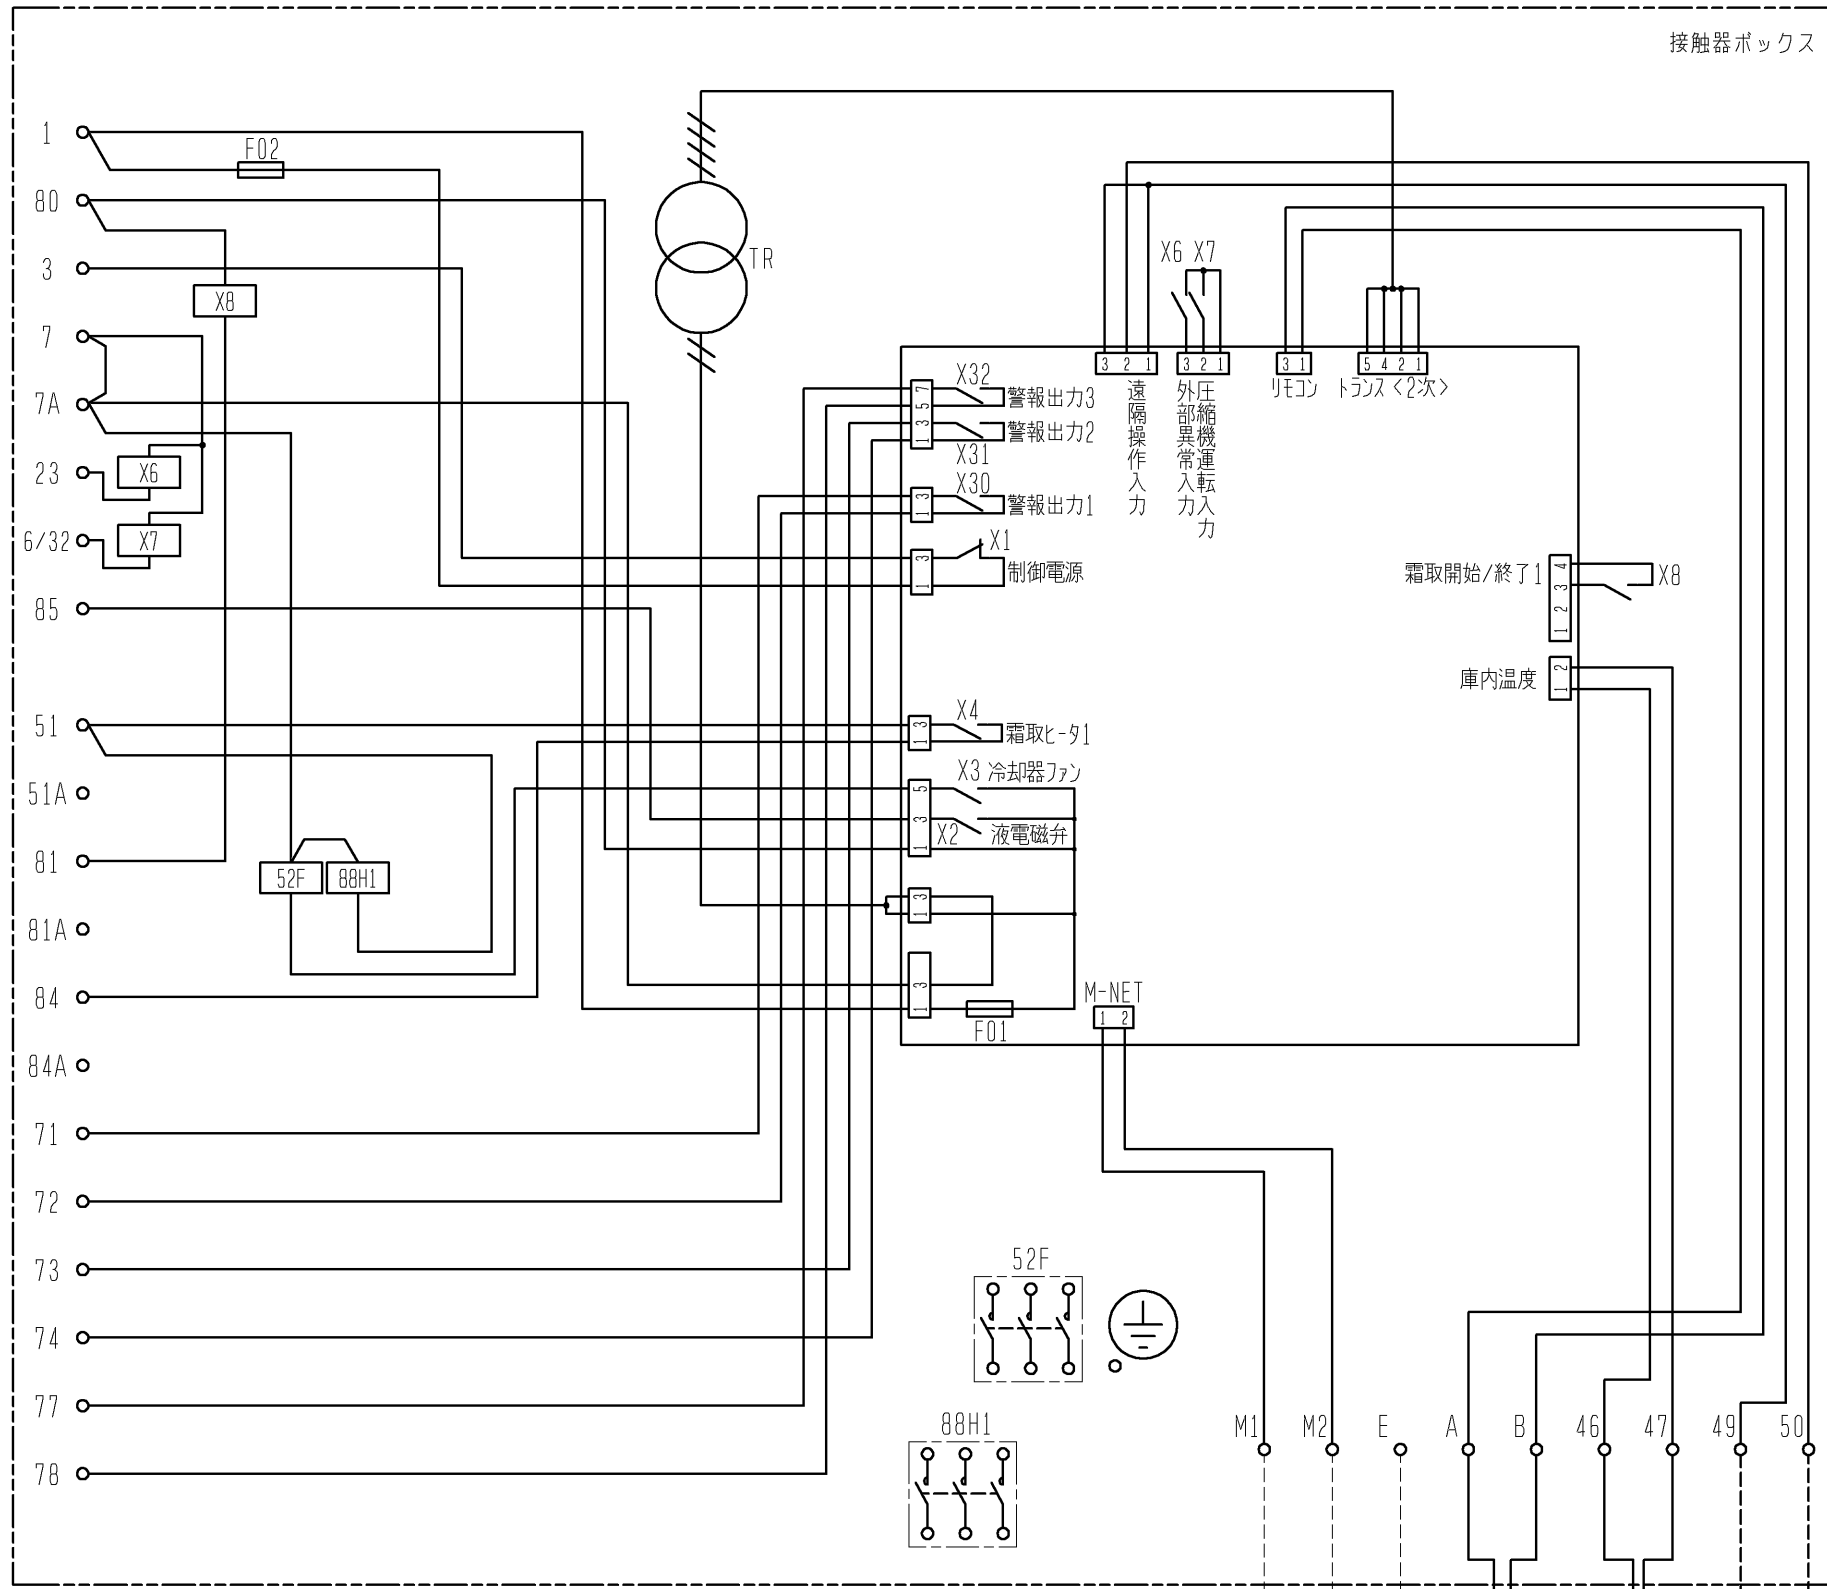 接触器ボックス
1
F02
80
3
X8
7
7A
23
X6
6/32
X7
85
51
51A
81
52F
88H1
81A
84
84A
71
72
73
74
77
78
TR
X6 X7
3 2 1
3 2 1
3 1
5 4 2 1
遠隔操作入力
外部異常入力
圧縮機運転入力
リモコン
トランス<2次>
7
5
3
1
X32
警報出力3
警報出力2
X31
3
1
X30
警報出力1
3
1
X1
制御電源
霜取開始/終了1
4
3
2
1
X8
庫内温度
2
1
3
1
X4
霜取ヒータ1
5
3
1
X3 冷却器ファン
X2 液電磁弁
3
1
3
1
F01
M-NET
1 2
52F
88H1
M1
M2
E
A
B
46
47
49
50